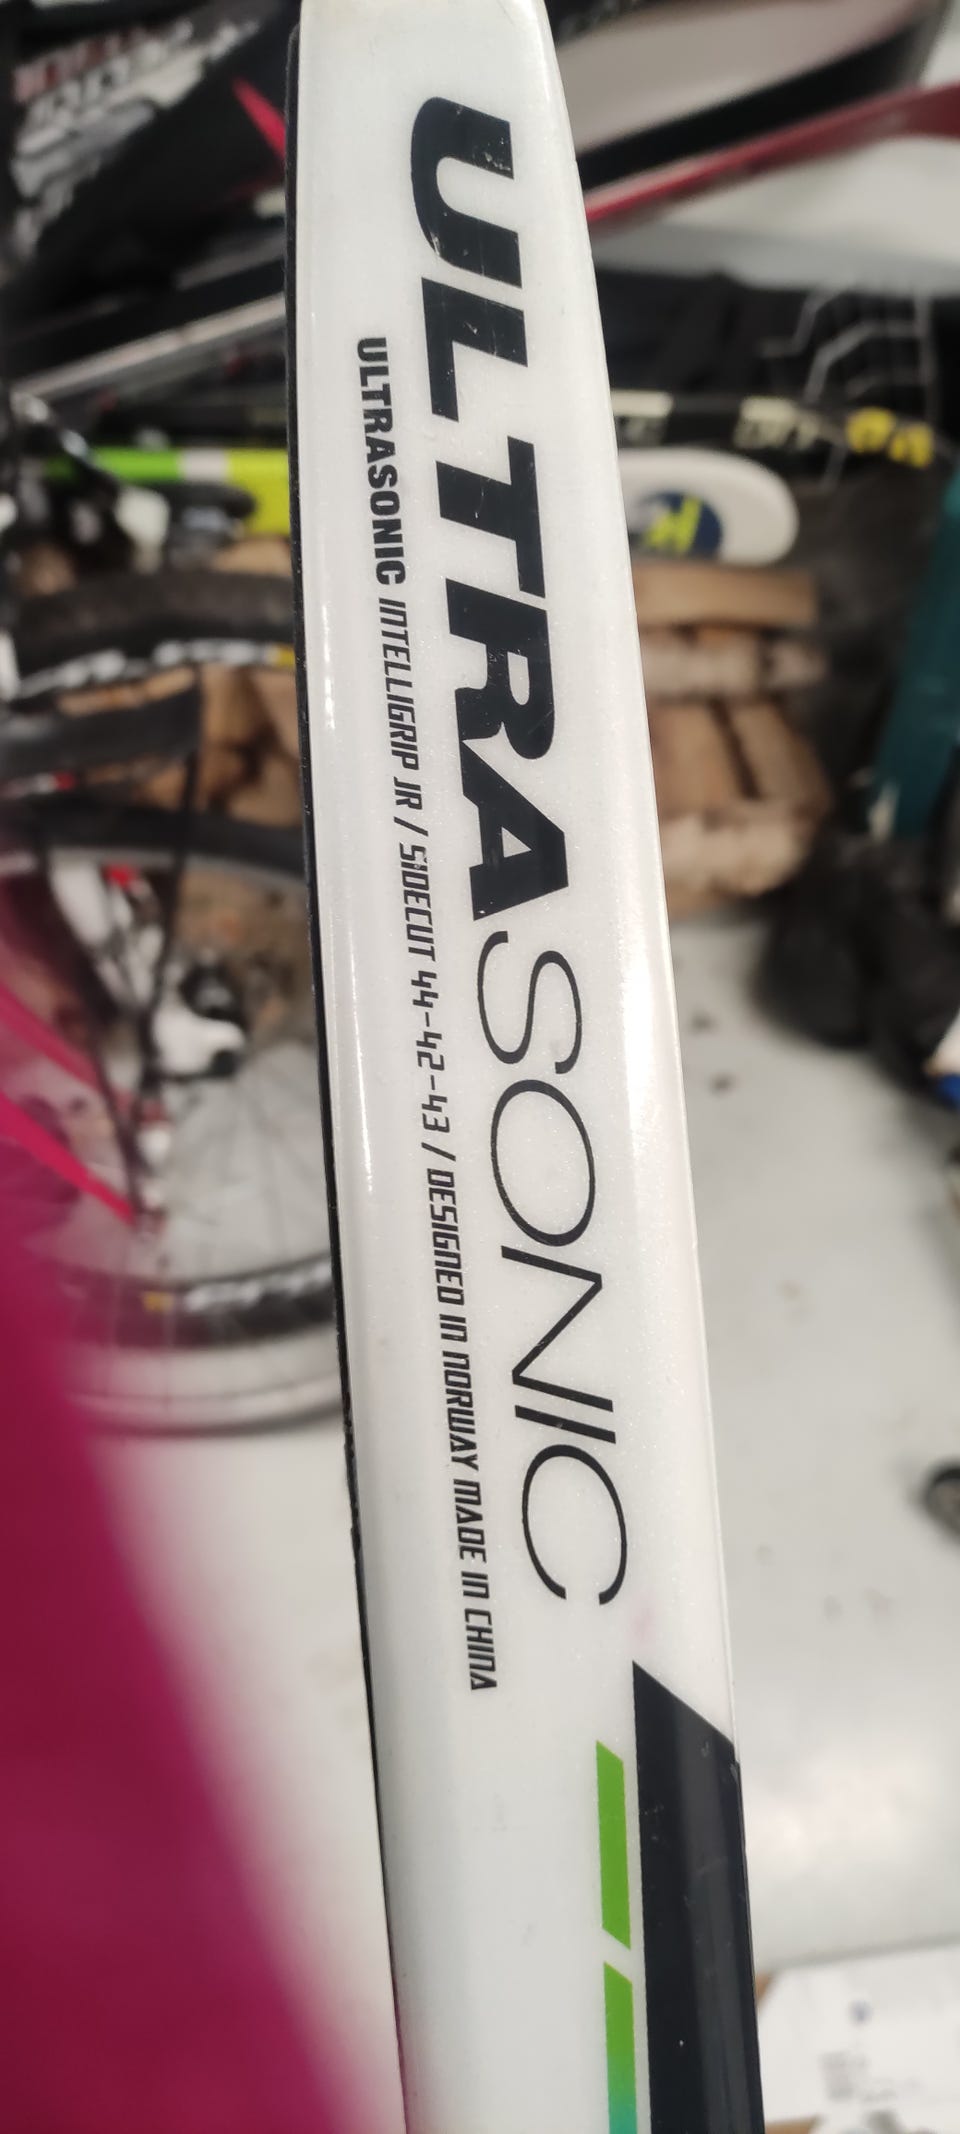 ULTRASONIC
ULTRASONIC INTELLIGRIP JR / SIDECUT 44-42-43 / DESIGNED IN NORWAY MADE IN CHINA